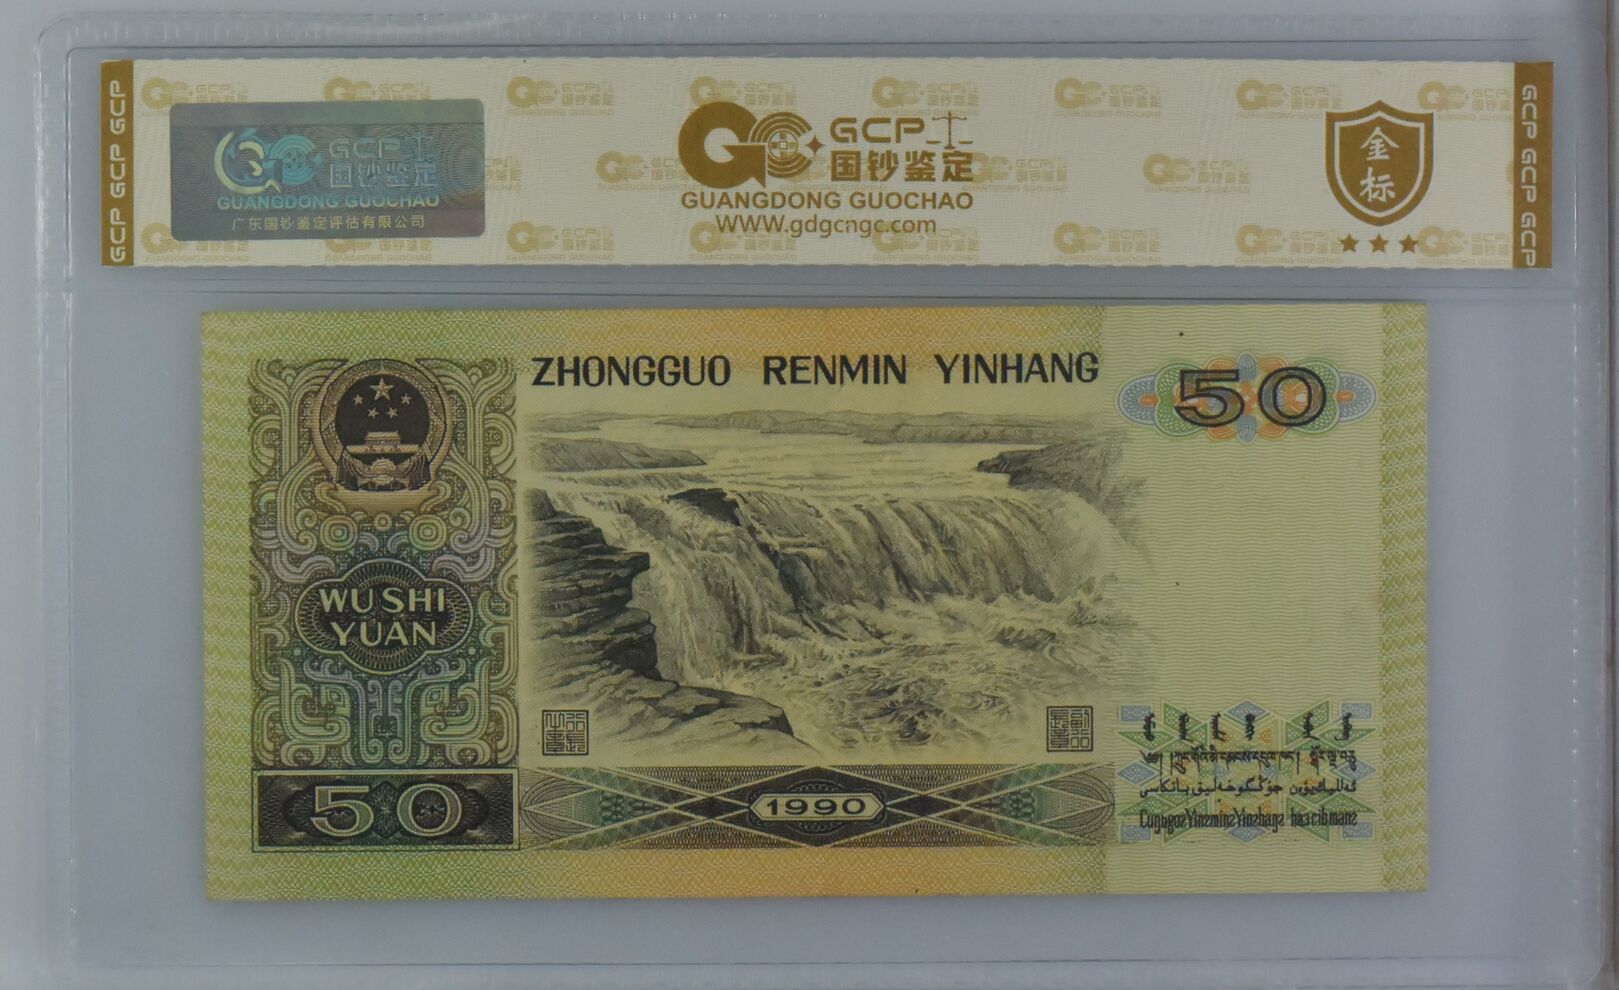 GCP GCP GCP
GCP
国钞鉴定
GUANGDONG GUOCHAO
广东国钞鉴定评估有限公司
GCP
国钞鉴定
GUANGDONG GUOCHAO
WWW.gdgcngc.com
金标
GCP GCP GCP
ZHONGGUO RENMIN YINHANG
50
WU SHI
YUAN
50
1990